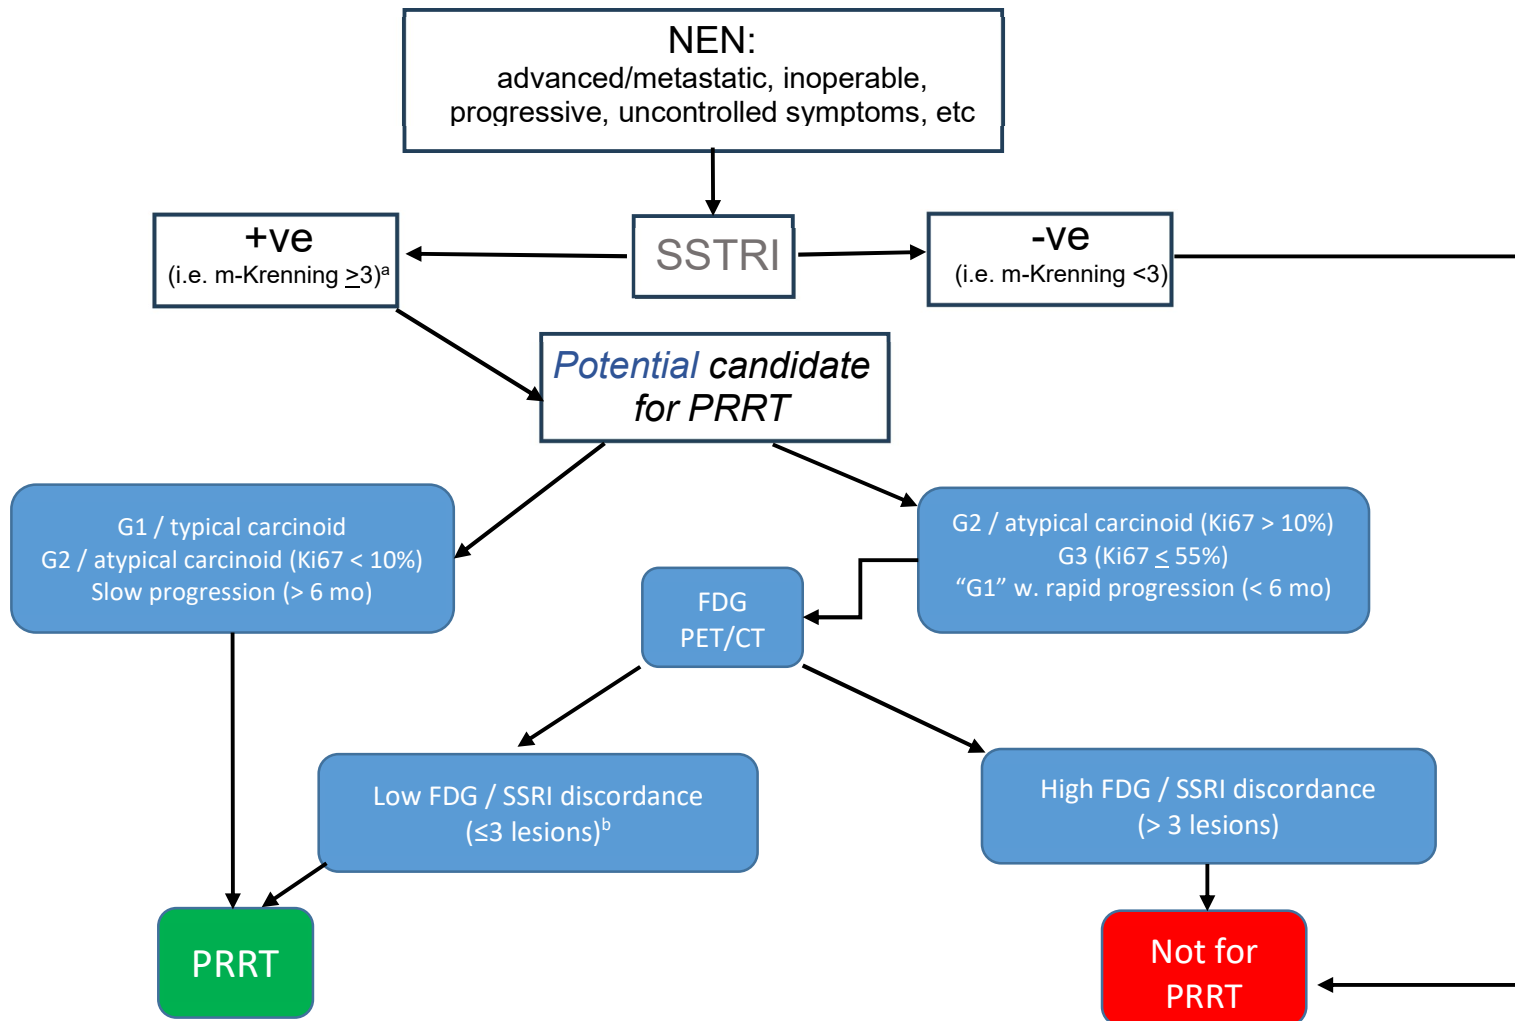 NEN:
advanced/metastatic, inoperable,
progressive, uncontrolled symptoms, etc
+ve
(i.e. m-Krenning ≥3)ᵃ
SSTRI
-ve
(i.e. m-Krenning <3)
Potential candidate
for PRRT
G1 / typical carcinoid
G2 / atypical carcinoid (Ki67 < 10%)
Slow progression (> 6 mo)
G2 / atypical carcinoid (Ki67 > 10%)
G3 (Ki67 ≤ 55%)
“G1” w. rapid progression (< 6 mo)
FDG
PET/CT
Low FDG / SSRI discordance
(≤3 lesions)ᵇ
High FDG / SSRI discordance
(> 3 lesions)
PRRT
Not for
PRRT